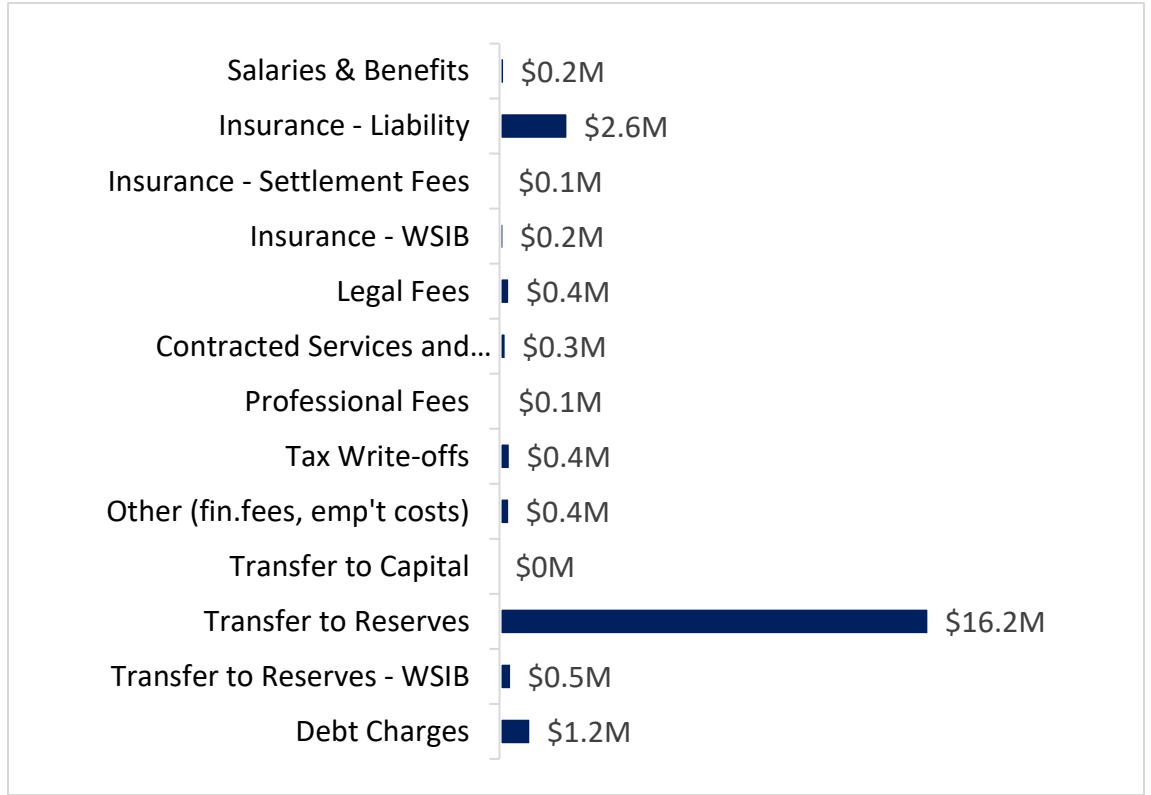 Salaries & Benefits $0.2M
Insurance - Liability $2.6M
Insurance - Settlement Fees $0.1M
Insurance - WSIB $0.2M
Legal Fees $0.4M
Contracted Services and... $0.3M
Professional Fees $0.1M
Tax Write-offs $0.4M
Other (fin.fees, emp't costs) $0.4M
Transfer to Capital $0M
Transfer to Reserves $16.2M
Transfer to Reserves - WSIB $0.5M
Debt Charges $1.2M